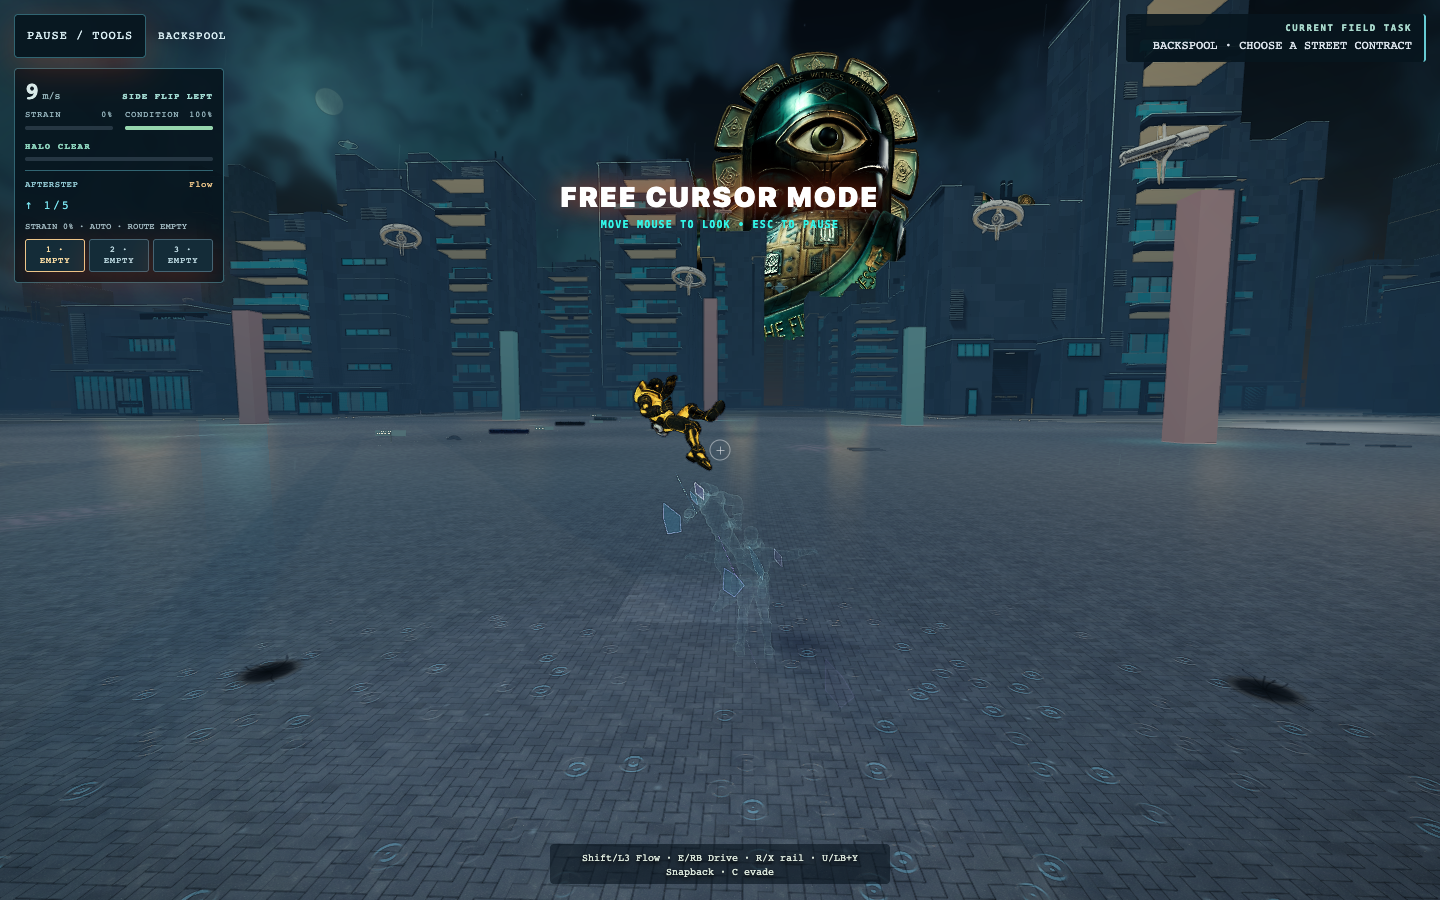 PAUSE / TOOLS
BACKSPOOL
CURRENT FIELD TASK
BACKSPOOL · CHOOSE A STREET CONTRACT
9 m/s
SIDE FLIP LEFT
STRAIN 0%
CONDITION 100%
HALO CLEAR
AFTERSTEP
Flow
↑ 1/5
STRAIN 0% · AUTO · ROUTE EMPTY
1 · EMPTY
2 · EMPTY
3 · EMPTY
WITNESS
FREE CURSOR MODE
MOVE MOUSE TO LOOK · ESC TO PAUSE
THE
Shift/L3 Flow · E/RB Drive · R/X rail · U/LB+Y
Snapback · C evade